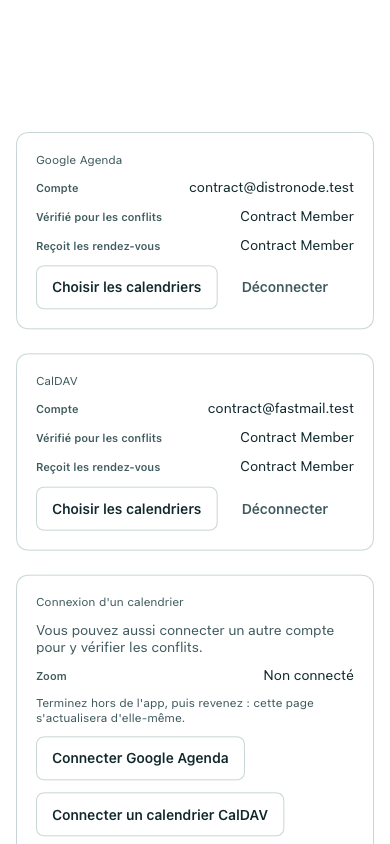 Google Agenda
Compte contract@distronode.test
Vérifié pour les conflits Contract Member
Reçoit les rendez-vous Contract Member
Choisir les calendriers Déconnecter
CalDAV
Compte contract@fastmail.test
Vérifié pour les conflits Contract Member
Reçoit les rendez-vous Contract Member
Choisir les calendriers Déconnecter
Connexion d'un calendrier
Vous pouvez aussi connecter un autre compte
pour y vérifier les conflits.
Zoom Non connecté
Terminez hors de l'app, puis revenez : cette page
s'actualisera d'elle-même.
Connecter Google Agenda
Connecter un calendrier CalDAV